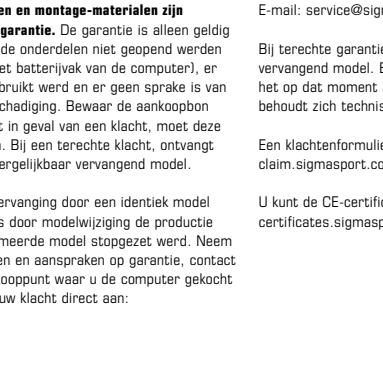 en en montage-materialen zijn
garantie. De garantie is alleen geldig
de onderdelen niet geopend werden
et batterijvak van de computer), er
bruikt werd en er geen sprake is van
chadiging. Bewaar de aankoopbon
t in geval van een klacht, moet deze
. Bij een terechte klacht, ontvangt
ergelijkbaar vervangend model.
ervanging door een identiek model
s door modelwijziging de productie
meerde model stopgezet werd. Neem
en en aanspraken op garantie, contact
ooppunt waar u de computer gekocht
uw klacht direct aan:
E-mail: service@sig
Bij terechte garantie
vervangend model. E
het op dat moment
behoudt zich technis
Een klachtenformulie
claim.sigmasport.co
U kunt de CE-certific
certificates.sigmasp